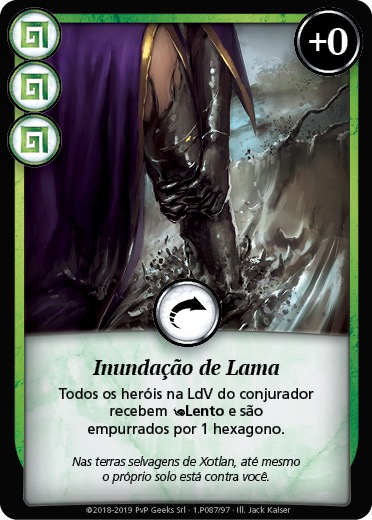 +0
Inundação de Lama
Todos os heróis na LdV do conjurador
recebem Lento e são
empurrados por 1 hexagono.
Nas terras selvagens de Xotlan, até mesmo
o próprio solo está contra você.
©2018-2019 PvP Geeks Srl · 1.P087/97 · Ill. Jack Kaiser